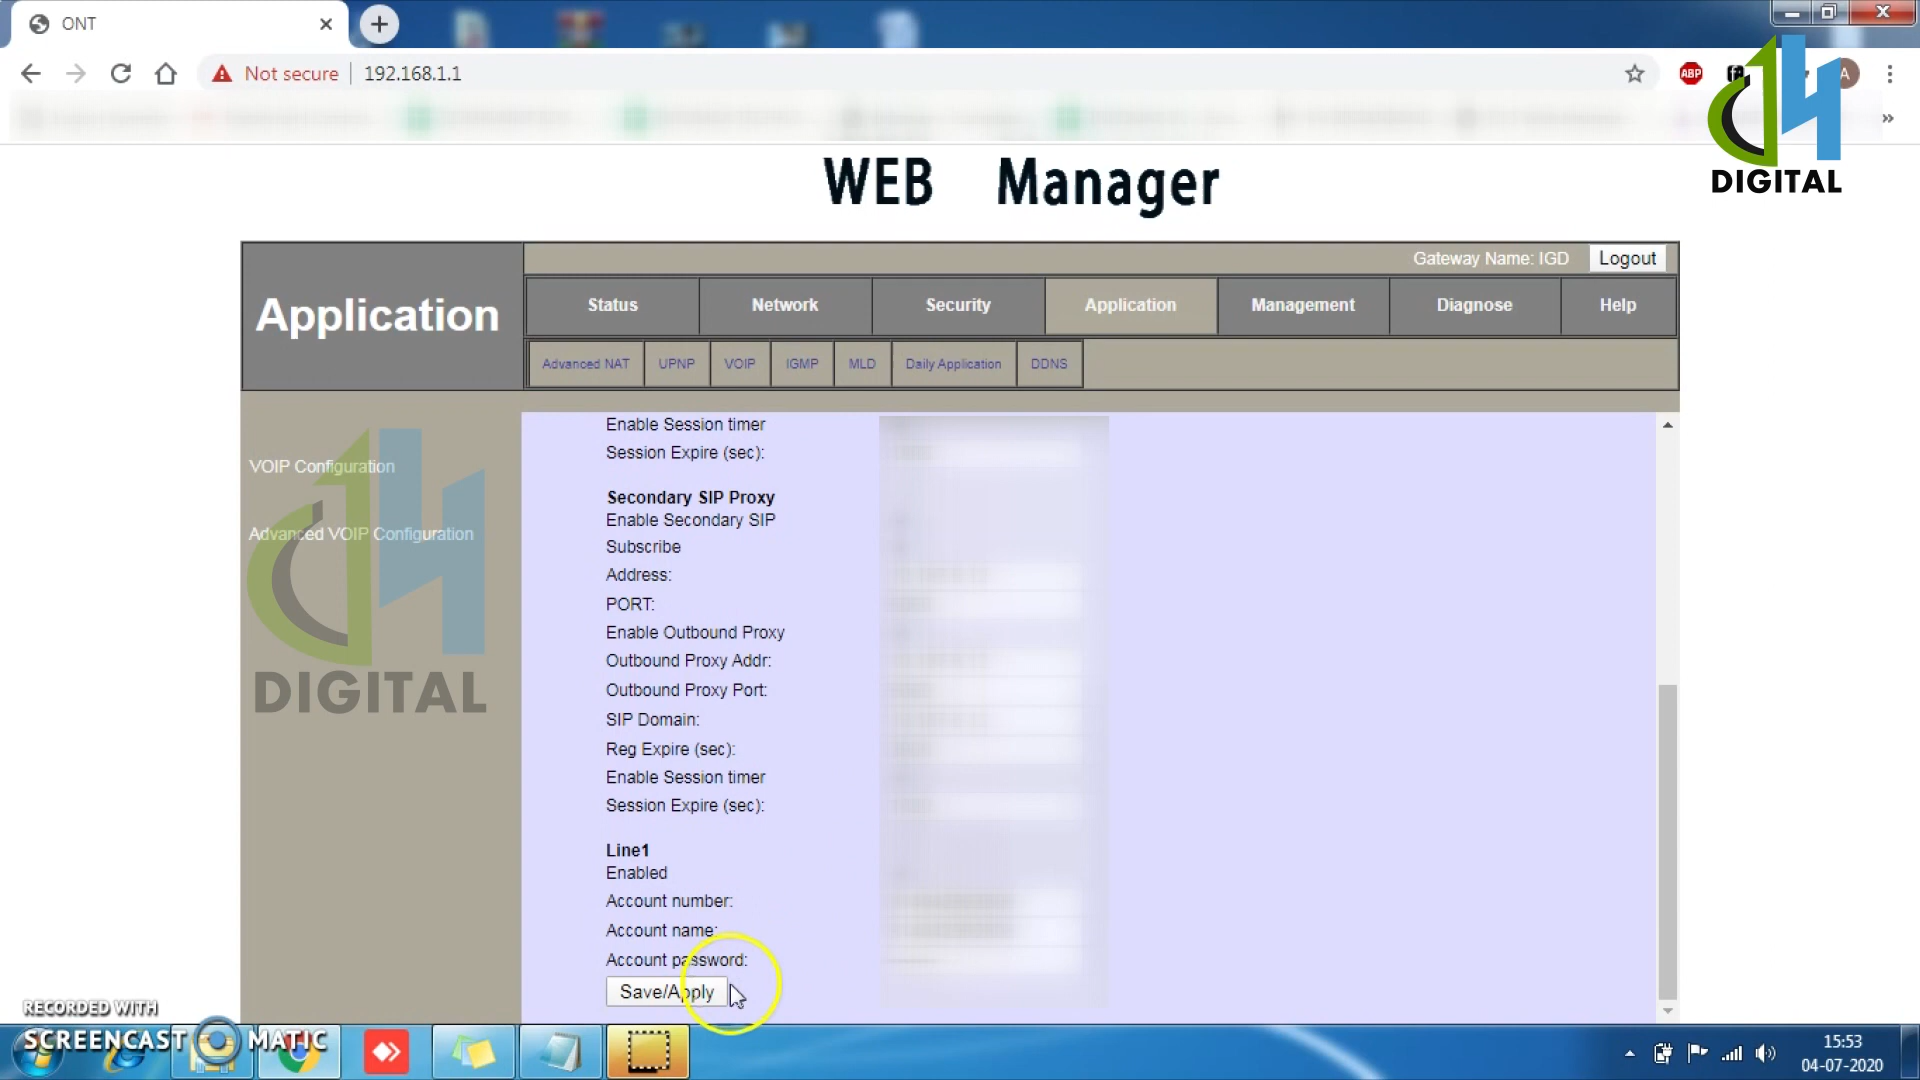 ONT
Not secure
192.168.1.1
ABP
A
DIGITAL
WEB Manager
Application
Gateway Name: IGD
Logout
Status
Network
Security
Application
Management
Diagnose
Help
Advanced NAT
UPNP
VOIP
IGMP
MLD
Daily Application
DDNS
VOIP Configuration
Advanced VOIP Configuration
DIGITAL
Enable Session timer
Session Expire (sec):
Secondary SIP Proxy
Enable Secondary SIP
Subscribe
Address:
PORT:
Enable Outbound Proxy
Outbound Proxy Addr:
Outbound Proxy Port:
SIP Domain:
Reg Expire (sec):
Enable Session timer
Session Expire (sec):
Line1
Enabled
Account number:
Account name:
Account password:
Save/Apply
RECORDED WITH
SCREENCAST MATIC
15:53
04-07-2020